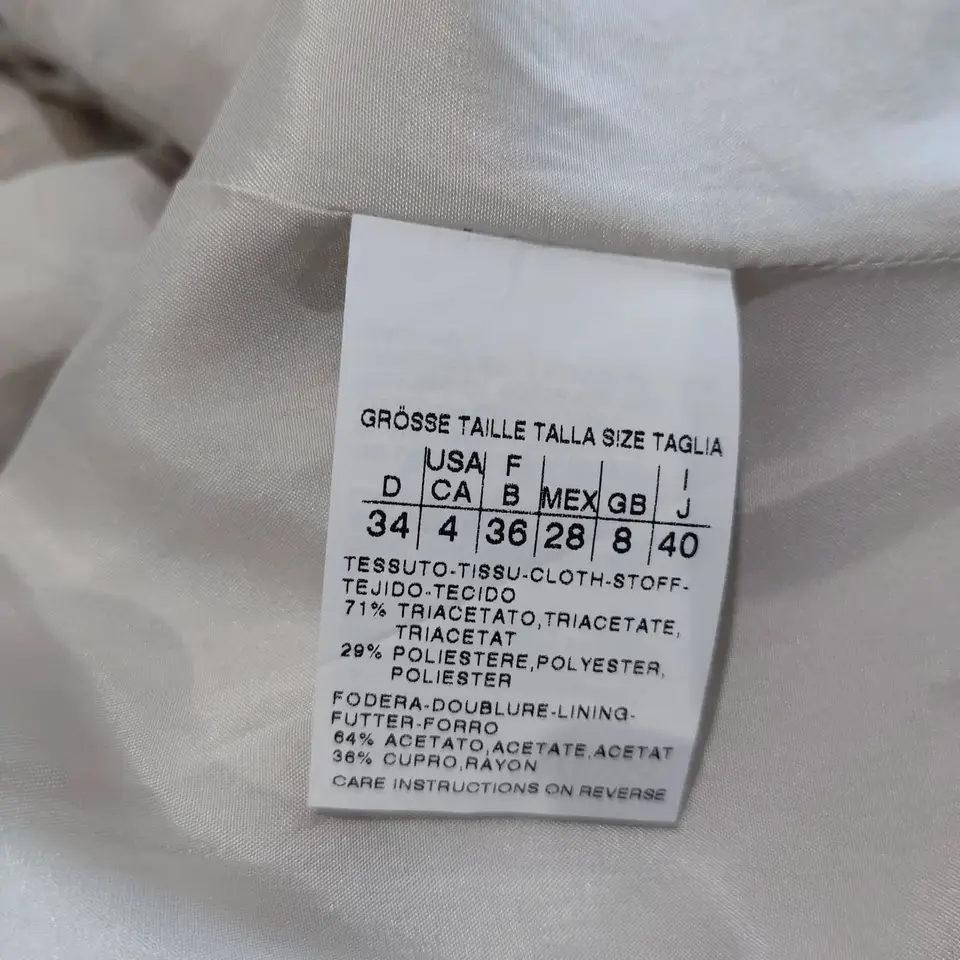 GRÖSSE TAILLE TALLA SIZE TAGLIA
USA F I
D CA B MEX GB J
34 4 36 28 8 40
TESSUTO-TISSU-CLOTH-STOFF-
TEJIDO-TECIDO
71% TRIACETATO,TRIACETATE,
TRIACETAT
29% POLIESTERE,POLYESTER,
POLIESTER
FODERA-DOUBLURE-LINING-
FUTTER-FORRO
64% ACETATO,ACETATE,ACETAT
36% CUPRO,RAYON
CARE INSTRUCTIONS ON REVERSE